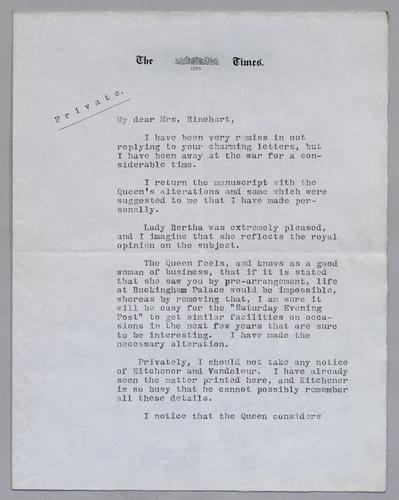 The Times.
1785
Private.
My dear Mrs. Rinehart,
I have been very remiss in not
replying to your charming letters, but
I have been away at the war for a con-
siderable time.
I return the manuscript with the
Queen's alterations and some which were
suggested to me that I have made per-
sonally.
Lady Bertha was extremely pleased,
and I imagine that she reflects the royal
opinion on the subject.
The Queen feels, and knows as a good
woman of business, that if it is stated
that she saw you by pre-arrangement, life
at Buckingham Palace would be impossible,
whereas by removing that, I am sure it
will be easy for the "Saturday Evening
Post" to get similar facilities on occa-
sions in the next few years that are sure
to be interesting. I have made the
necessary alteration.
Privately, I should not take any notice
of Kitchener and Vandeleur. I have already
seen the matter printed here, and Kitchener
is so busy that he cannot possibly remember
all these details.
I notice that the Queen considers